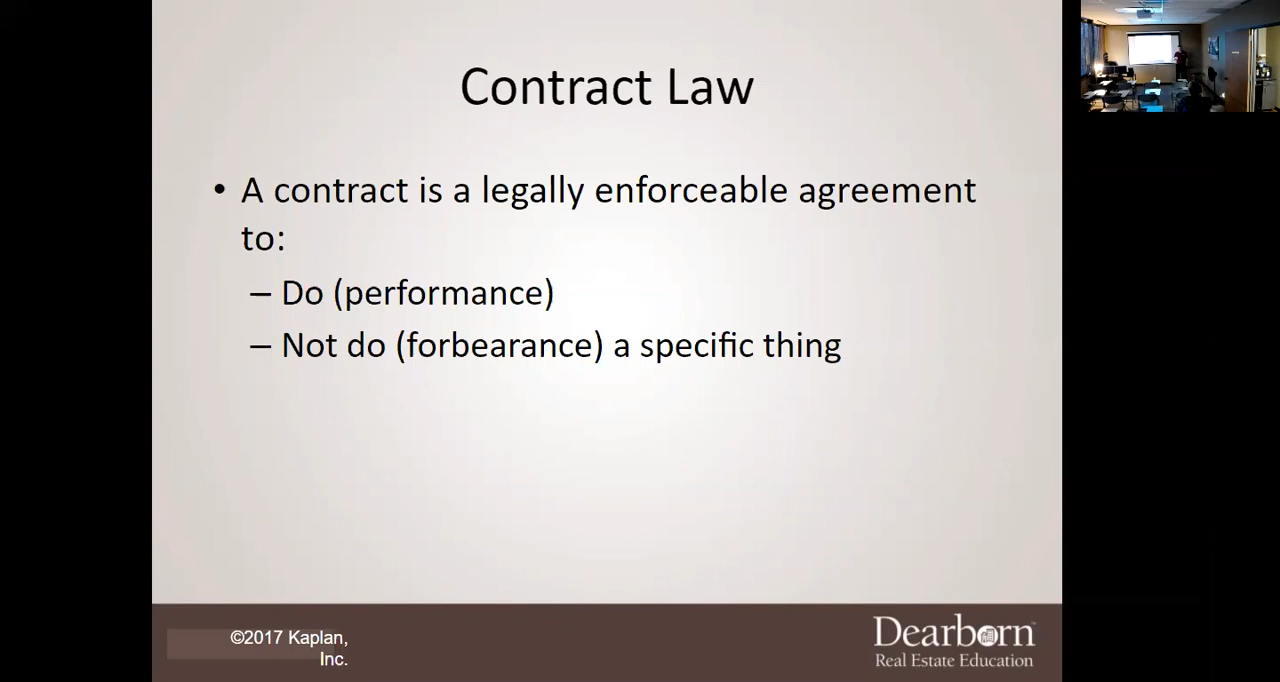 Contract Law
• A contract is a legally enforceable agreement
to:
– Do (performance)
– Not do (forbearance) a specific thing
©2017 Kaplan,
Inc.
Dearborn™
Real Estate Education